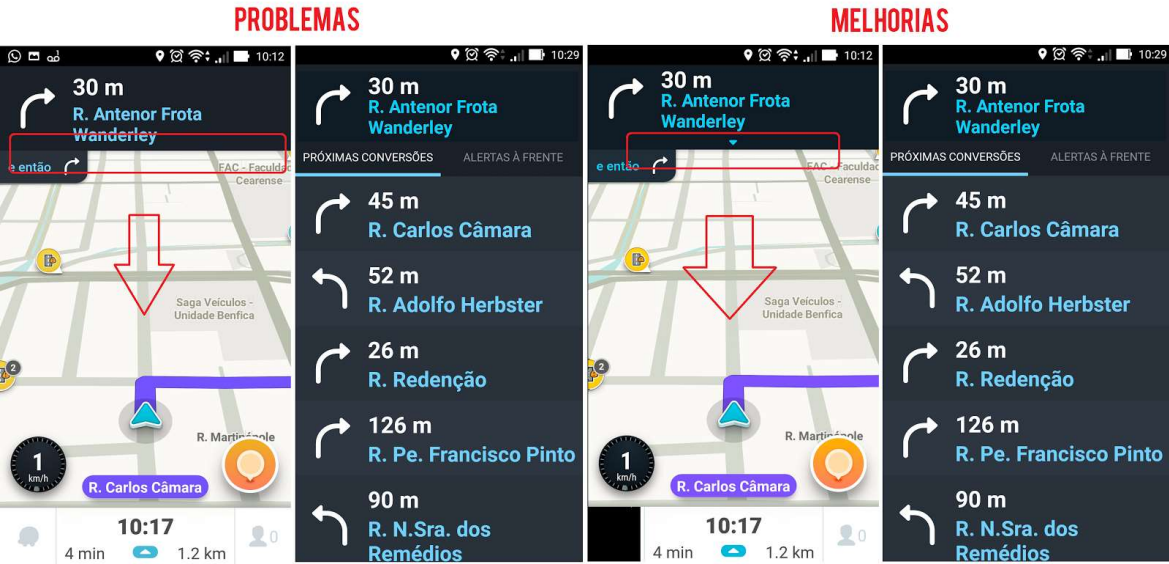 PROBLEMAS
MELHORIAS
10:12
30 m
R. Antenor Frota
Wanderley
e então
FAC - Faculdad
Cearense
Saga Veículos -
Unidade Benfica
2
R. Martinópole
1
km/h
R. Carlos Câmara
10:17
0
4 min
1.2 km
10:29
30 m
R. Antenor Frota
Wanderley
PRÓXIMAS CONVERSÕES
ALERTAS À FRENTE
45 m
R. Carlos Câmara
52 m
R. Adolfo Herbster
26 m
R. Redenção
126 m
R. Pe. Francisco Pinto
90 m
R. N.Sra. dos
Remédios
10:12
30 m
R. Antenor Frota
Wanderley
e então
FAC - Faculdad
Cearense
Saga Veículos -
Unidade Benfica
2
R. Martinópole
1
km/h
R. Carlos Câmara
10:17
0
4 min
1.2 km
10:29
30 m
R. Antenor Frota
Wanderley
PRÓXIMAS CONVERSÕES
ALERTAS À FRENTE
45 m
R. Carlos Câmara
52 m
R. Adolfo Herbster
26 m
R. Redenção
126 m
R. Pe. Francisco Pinto
90 m
R. N.Sra. dos
Remédios